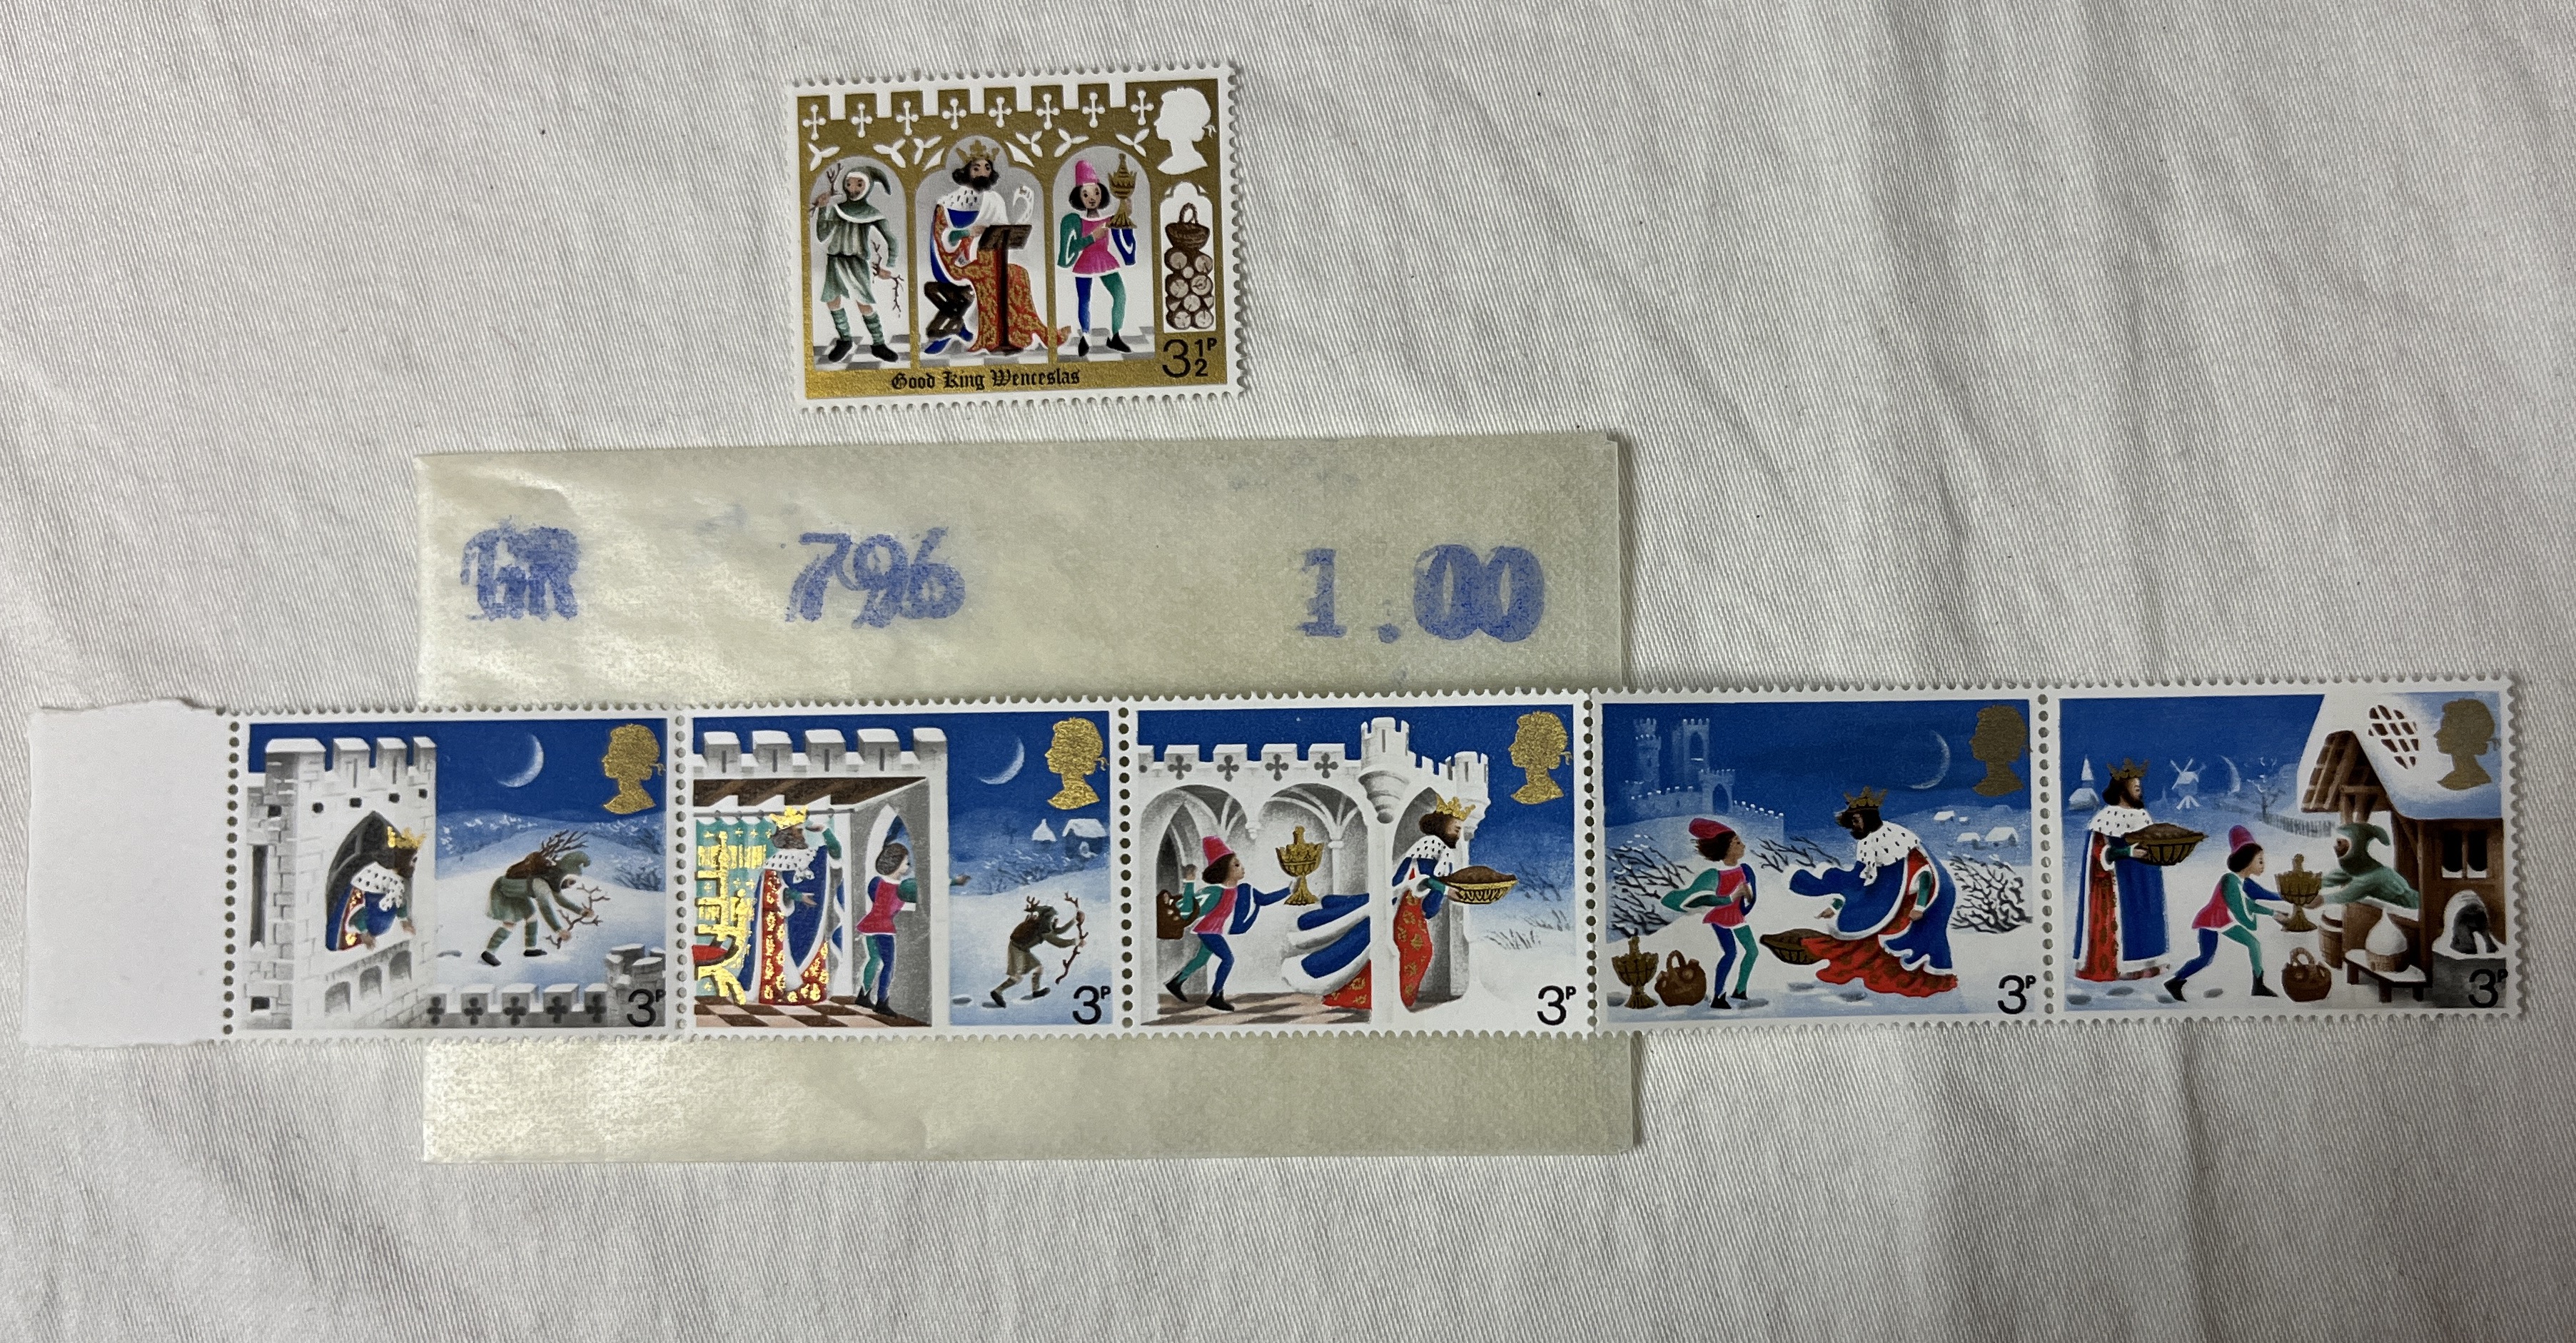 3½P
Good King Wenceslas
GR 796 1.00
3P 3P 3P 3P 3P